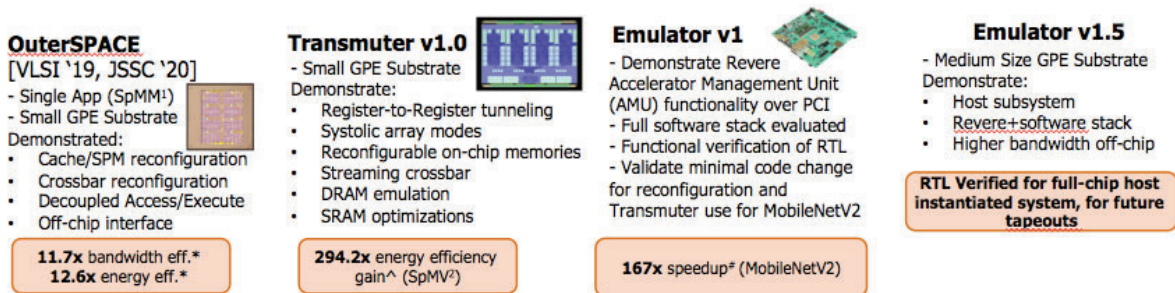 OuterSPACE
[VLSI ‘19, JSSC ‘20]
- Single App (SpMM¹)
- Small GPE Substrate
Demonstrated:
• Cache/SPM reconfiguration
• Crossbar reconfiguration
• Decoupled Access/Execute
• Off-chip interface
11.7x bandwidth eff.*
12.6x energy eff.*
Transmuter v1.0
- Small GPE Substrate
Demonstrate:
• Register-to-Register tunneling
• Systolic array modes
• Reconfigurable on-chip memories
• Streaming crossbar
• DRAM emulation
• SRAM optimizations
294.2x energy efficiency
gain^ (SpMV²)
Emulator v1
- Demonstrate Revere
Accelerator Management Unit
(AMU) functionality over PCI
- Full software stack evaluated
- Functional verification of RTL
- Validate minimal code change
for reconfiguration and
Transmuter use for MobileNetV2
167x speedup# (MobileNetV2)
Emulator v1.5
- Medium Size GPE Substrate
Demonstrate:
• Host subsystem
• Revere+software stack
• Higher bandwidth off-chip
RTL Verified for full-chip host
instantiated system, for future
tapeouts